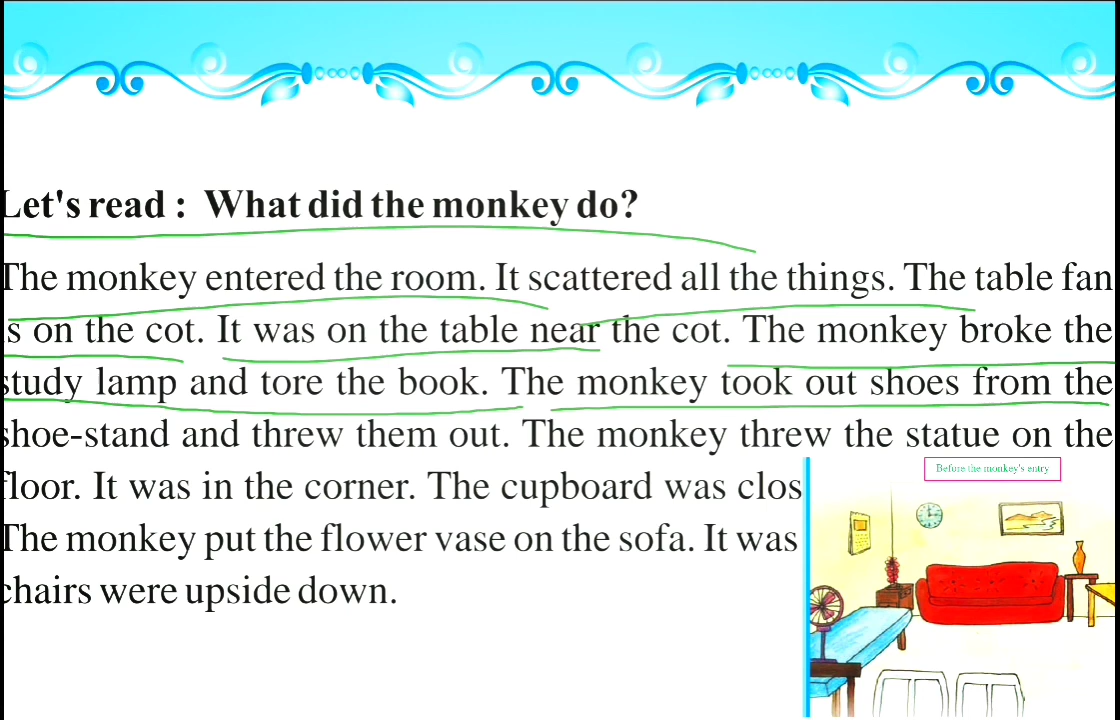 Let's read : What did the monkey do?
The monkey entered the room. It scattered all the things. The table fan
is on the cot. It was on the table near the cot. The monkey broke the
study lamp and tore the book. The monkey took out shoes from the
shoe-stand and threw them out. The monkey threw the statue on the
floor. It was in the corner. The cupboard was clos
The monkey put the flower vase on the sofa. It was
chairs were upside down.
Before the monkey's entry